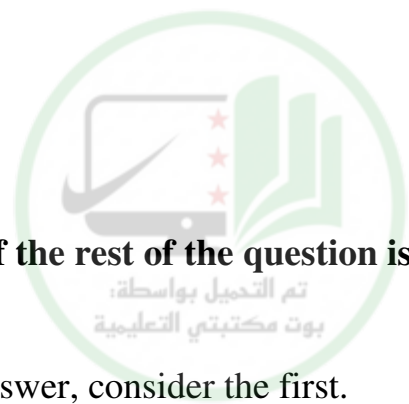 f the rest of the question is
تم التحميل بواسطة:
بوت مكتبتي التعليمية
swer, consider the first.